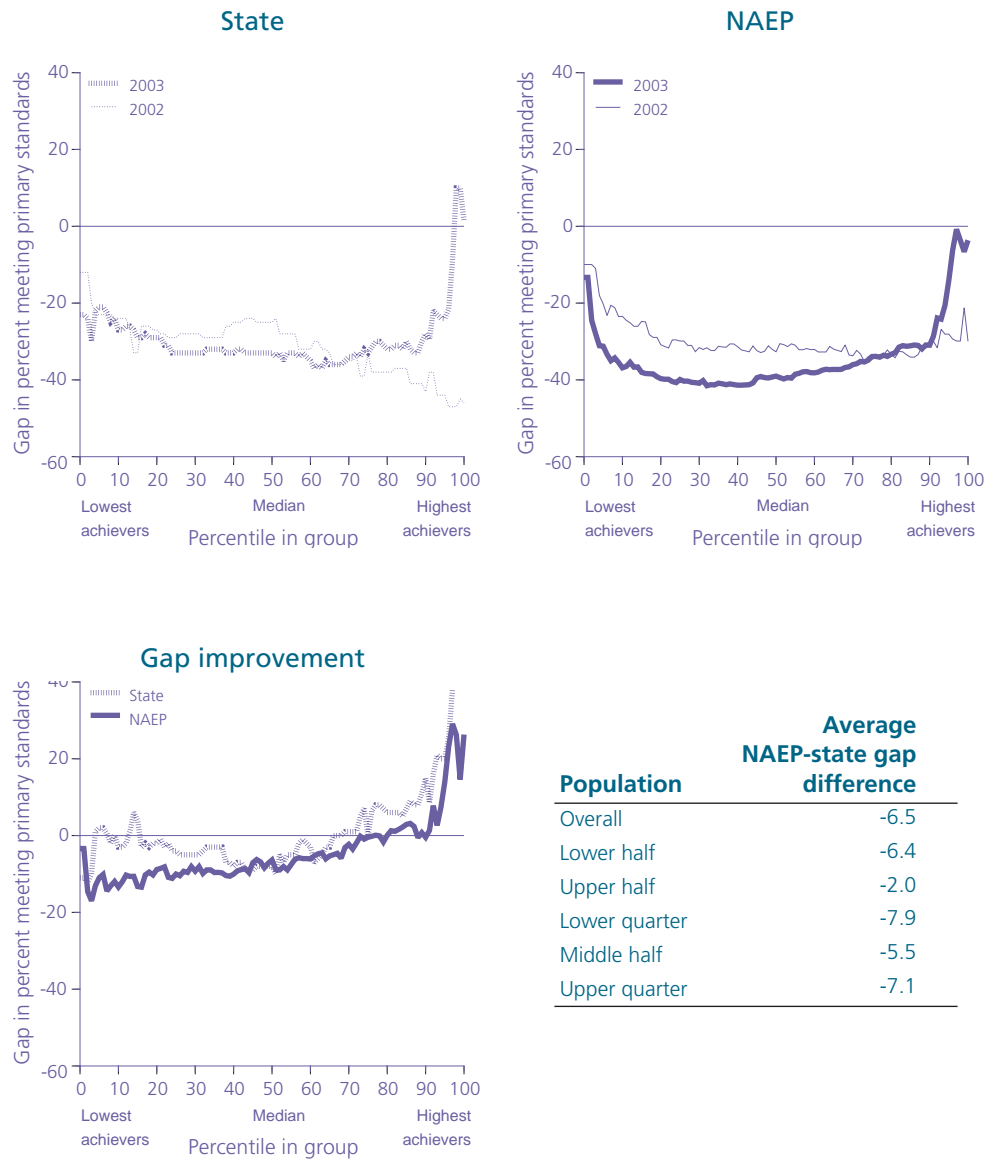 State
Gap in percent meeting primary standards
40
20
0
-20
-40
-60
2003
2002
0 10 20 30 40 50 60 70 80 90 100
Lowest achievers
Median
Highest achievers
Percentile in group
NAEP
Gap in percent meeting primary standards
40
20
0
-20
-40
-60
2003
2002
0 10 20 30 40 50 60 70 80 90 100
Lowest achievers
Median
Highest achievers
Percentile in group
Gap improvement
Gap in percent meeting primary standards
40
20
0
-20
-40
-60
State
NAEP
0 10 20 30 40 50 60 70 80 90 100
Lowest achievers
Median
Highest achievers
Percentile in group
Average
NAEP-state gap
Population difference
Overall -6.5
Lower half -6.4
Upper half -2.0
Lower quarter -7.9
Middle half -5.5
Upper quarter -7.1